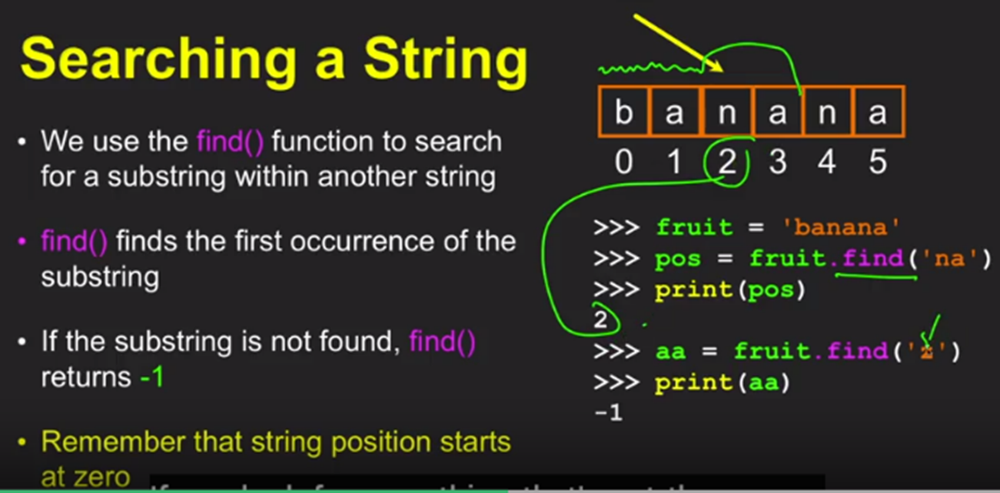 Searching a String
• We use the find() function to search
for a substring within another string
• find() finds the first occurrence of the
substring
• If the substring is not found, find()
returns -1
• Remember that string position starts
at zero
b a n a n a
0 1 2 3 4 5
>>> fruit = 'banana'
>>> pos = fruit.find('na')
>>> print(pos)
2
>>> aa = fruit.find('z')
>>> print(aa)
-1